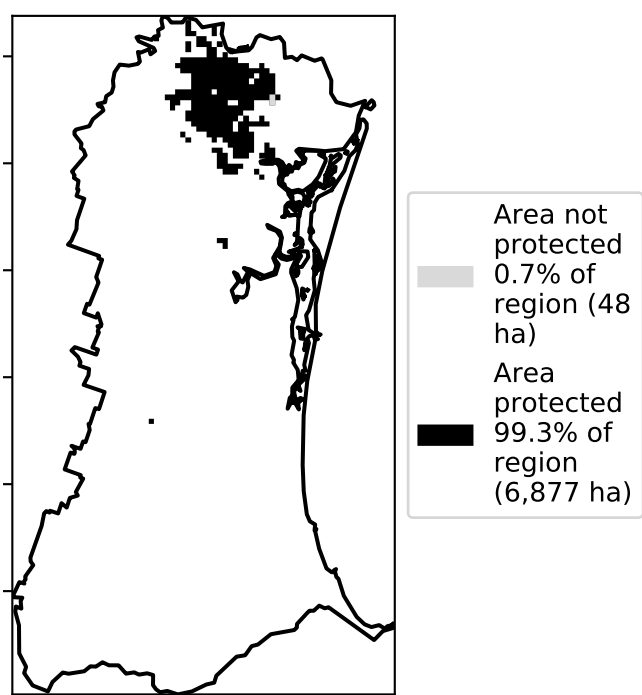 Area not
protected
0.7% of
region (48
ha)
Area
protected
99.3% of
region
(6,877 ha)